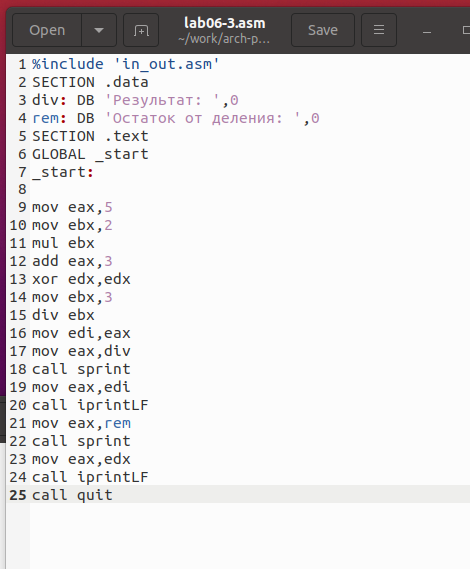 Open
lab06-3.asm
~/work/arch-p...
Save
1 %include 'in_out.asm'
2 SECTION .data
3 div: DB 'Результат: ',0
4 rem: DB 'Остаток от деления: ',0
5 SECTION .text
6 GLOBAL _start
7 _start:
8
9 mov eax,5
10 mov ebx,2
11 mul ebx
12 add eax,3
13 xor edx,edx
14 mov ebx,3
15 div ebx
16 mov edi,eax
17 mov eax,div
18 call sprint
19 mov eax,edi
20 call iprintLF
21 mov eax,rem
22 call sprint
23 mov eax,edx
24 call iprintLF
25 call quit